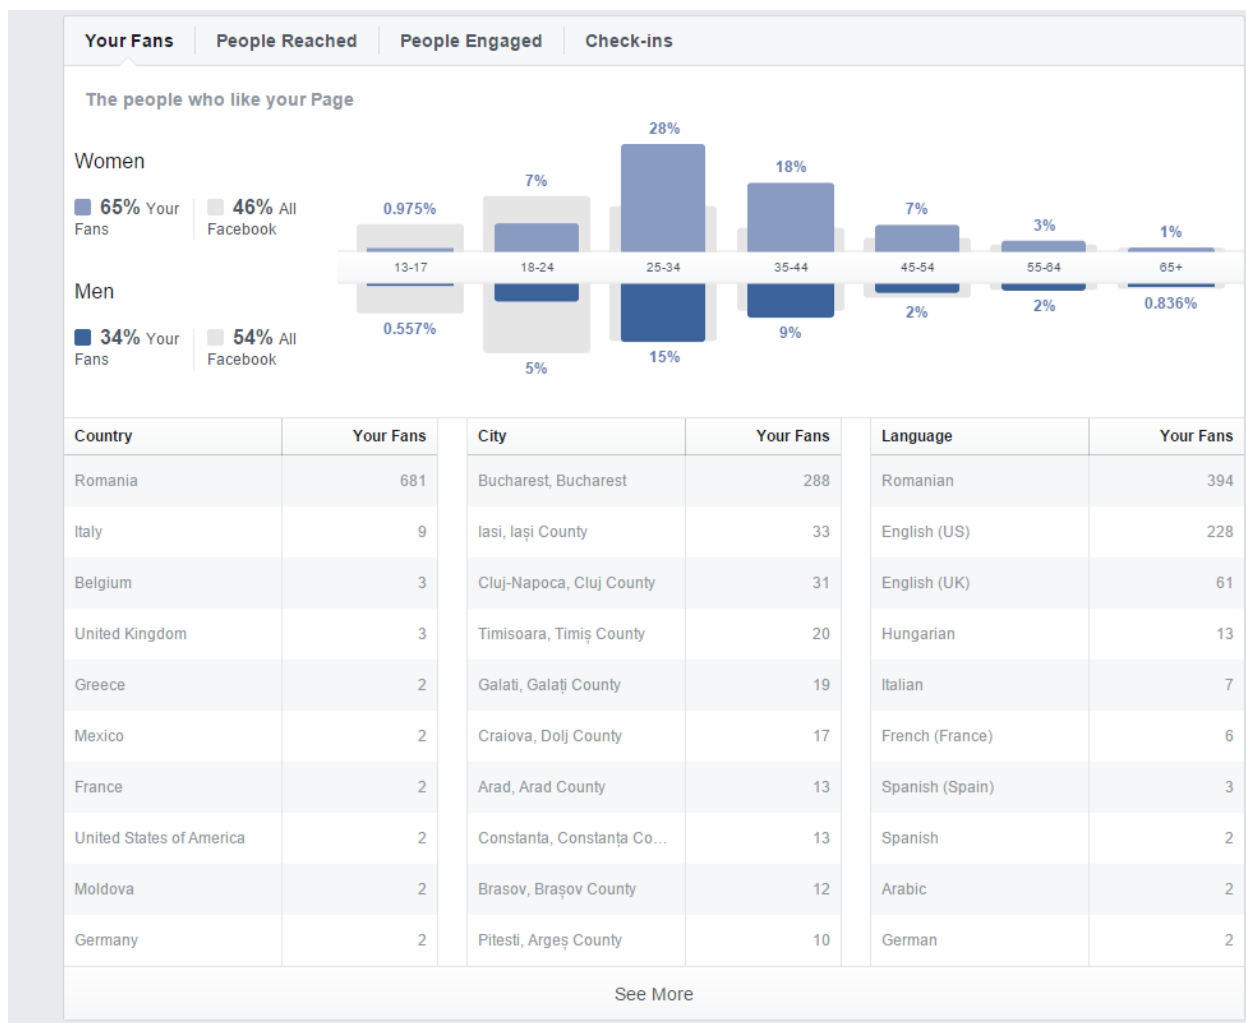 Your Fans People Reached People Engaged Check-ins
The people who like your Page
Women
65% Your Fans
46% All Facebook
0.975% 7% 28% 18% 7% 3% 1%
13-17 18-24 25-34 35-44 45-54 55-64 65+
Men
34% Your Fans
54% All Facebook
0.557% 5% 15% 9% 2% 2% 0.836%
Country Your Fans City Your Fans Language Your Fans
Romania 681 Bucharest, Bucharest 288 Romanian 394
Italy 9 Iasi, Iași County 33 English (US) 228
Belgium 3 Cluj-Napoca, Cluj County 31 English (UK) 61
United Kingdom 3 Timisoara, Timiș County 20 Hungarian 13
Greece 2 Galati, Galați County 19 Italian 7
Mexico 2 Craiova, Dolj County 17 French (France) 6
France 2 Arad, Arad County 13 Spanish (Spain) 3
United States of America 2 Constanta, Constanța Co... 13 Spanish 2
Moldova 2 Brasov, Brașov County 12 Arabic 2
Germany 2 Pitesti, Argeș County 10 German 2
See More